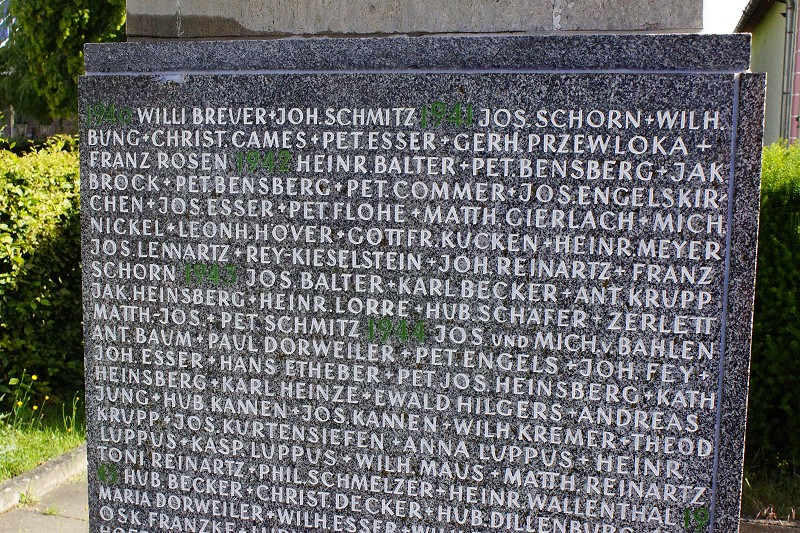 1940 WILLI BREUER+JOH.SCHMITZ 1941 JOS.SCHORN+WILH.
BUNG+CHRIST.CAMES+PET.ESSER+GERH.PRZEWLOKA+
FRANZ ROSEN 1942 HEINR.BALTER+PET.BENSBERG+JAK
BROCK+PET.BENSBERG+PET.COMMER+JOS.ENGELSKIR-
CHEN+JOS.ESSER+PET.FLOHE+MATTH.GIERLACH+MICH
NICKEL+LEONH.HOVER+GOTTFR.KUCKEN+HEINR.MEYER
JOS.LENNARTZ+REY-KIESELSTEIN+JOH.REINARTZ+FRANZ
SCHORN 1943 JOS.BALTER+KARL BECKER+ANT.KRUPP
JAK.HEINSBERG+HEINR.LORRE+HUB.SCHÄFER+ZERLETT
MATTH-JOS+PET.SCHMITZ 1944 JOS UND MICH.V.BAHLEN
ANT.BAUM+PAUL DORWEILER+PET.ENGELS+JOH.FEY+
JOH.ESSER+HANS ETHEBER+PET.JOS.HEINSBERG+KATH
HEINSBERG+KARL HEINZE+EWALD HILGERS+ANDREAS
JUNG+HUB.KANNEN+JOS.KANNEN+WILH.KREMER+THEOD
KRUPP+JOS.KURTENSIEFEN+ANNA LUPPUS+HEINR.
LUPPUS+KASP.LUPPUS+WILH.MAUS+MATTH.REINARTZ
TONI REINARTZ+PHIL.SCHMELZER+HEINR.WALLENTHAL 19
45 HUB.BECKER+CHRIST.DECKER+HUB.DILLENBURG
MARIA DORWEILER+WILH.ESSER+
OSK.FRANZKE+